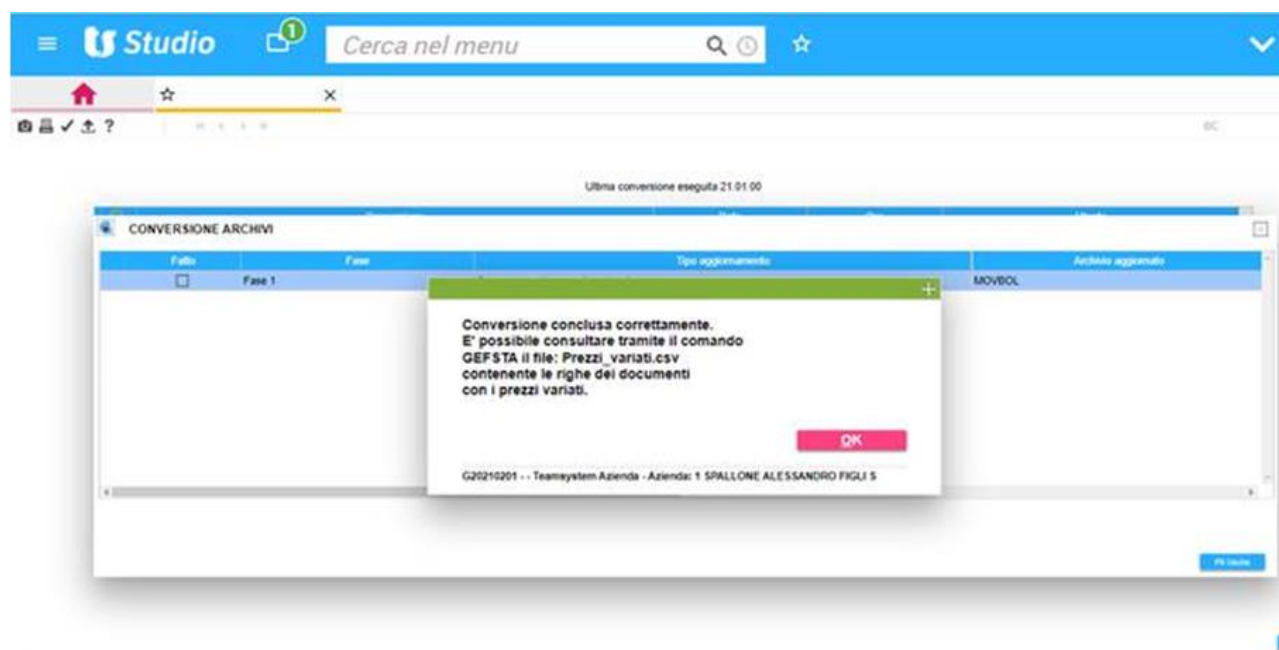 Studio
1
Cerca nel menu
?
Ultima conversione eseguita 21.01.00
CONVERSIONE ARCHIVI
Fatto Fase Tipo aggiornamento Archivio aggiornato
Fase 1 MOVBOL
Conversione conclusa correttamente.
E' possibile consultare tramite il comando
GEFSTA il file: Prezzi_variati.csv
contenente le righe dei documenti
con i prezzi variati.
OK
G20210201 - - Teamsystem Azienda - Azienda: 1 SPALLONE ALESSANDRO FIGLI S